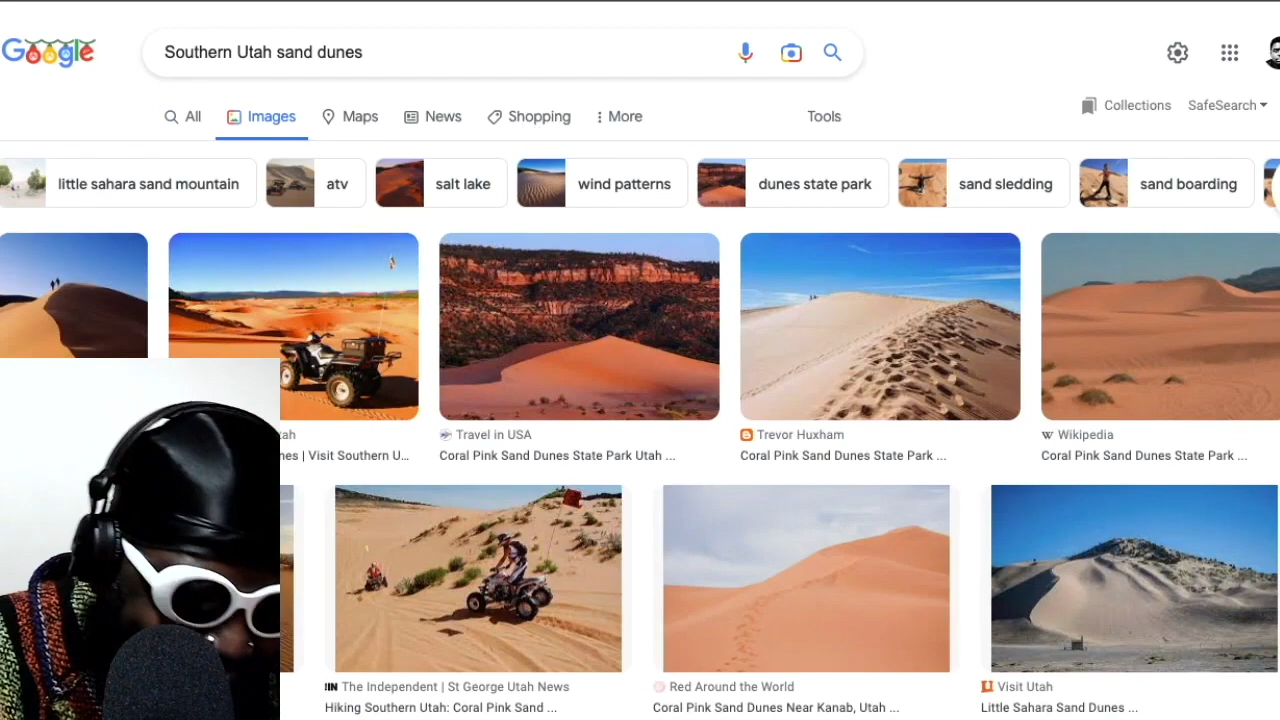 Google
Southern Utah sand dunes
Collections
SafeSearch
All
Images
Maps
News
Shopping
More
Tools
little sahara sand mountain
atv
salt lake
wind patterns
dunes state park
sand sledding
sand boarding
tah
Travel in USA
Trevor Huxham
W Wikipedia
nes | Visit Southern U...
Coral Pink Sand Dunes State Park Utah ...
Coral Pink Sand Dunes State Park ...
Coral Pink Sand Dunes State Park ...
IN The Independent | St George Utah News
Red Around the World
Visit Utah
Hiking Southern Utah: Coral Pink Sand ...
Coral Pink Sand Dunes Near Kanab, Utah ...
Little Sahara Sand Dunes ...